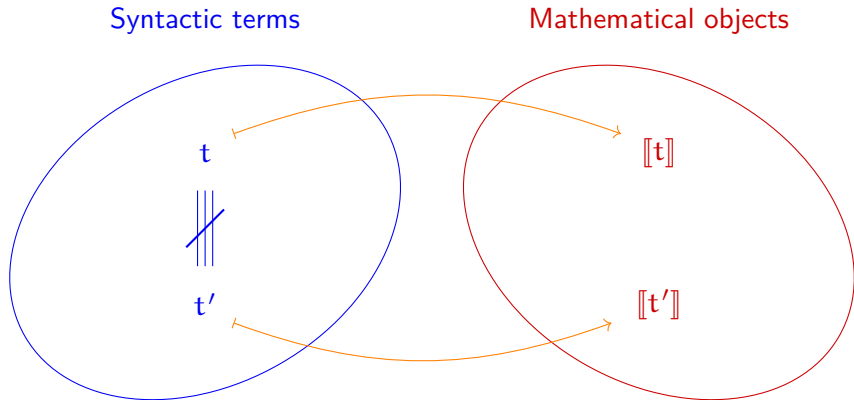 Syntactic terms
Mathematical objects
t
⟦t⟧
≢
t′
⟦t′⟧